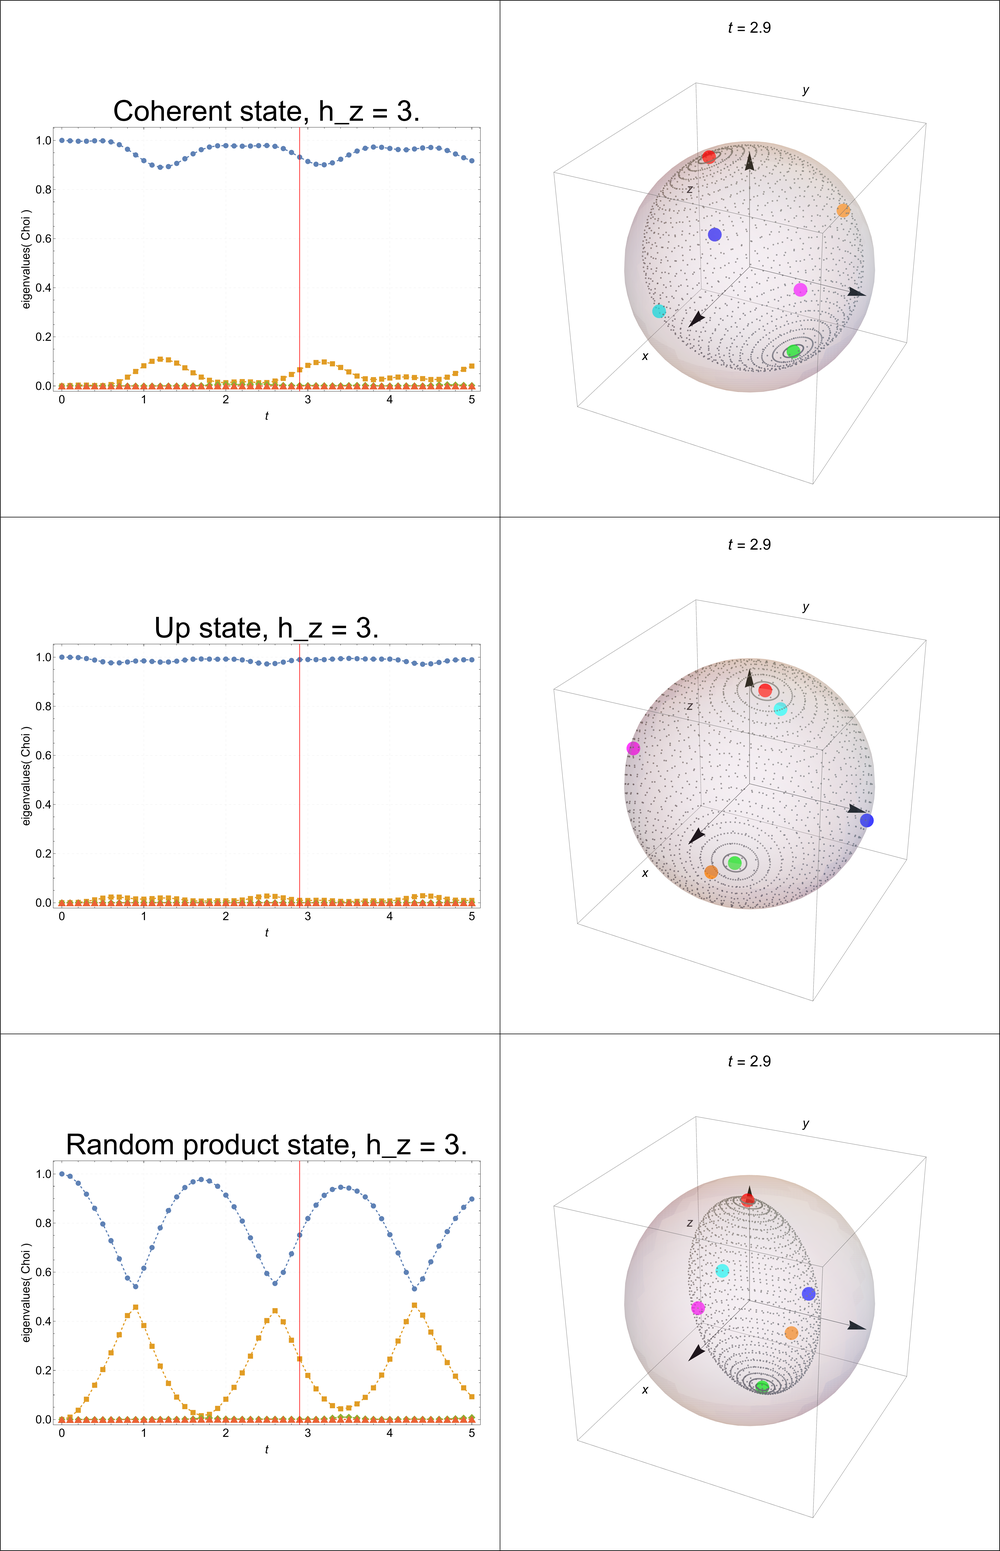 Coherent state, h_z = 3.
eigenvalues( Choi )
1.0
0.8
0.6
0.4
0.2
0.0
0 1 2 3 4 5
t
t = 2.9
y
z
x
Up state, h_z = 3.
eigenvalues( Choi )
1.0
0.8
0.6
0.4
0.2
0.0
0 1 2 3 4 5
t
t = 2.9
y
z
x
Random product state, h_z = 3.
eigenvalues( Choi )
1.0
0.8
0.6
0.4
0.2
0.0
0 1 2 3 4 5
t
t = 2.9
y
z
x